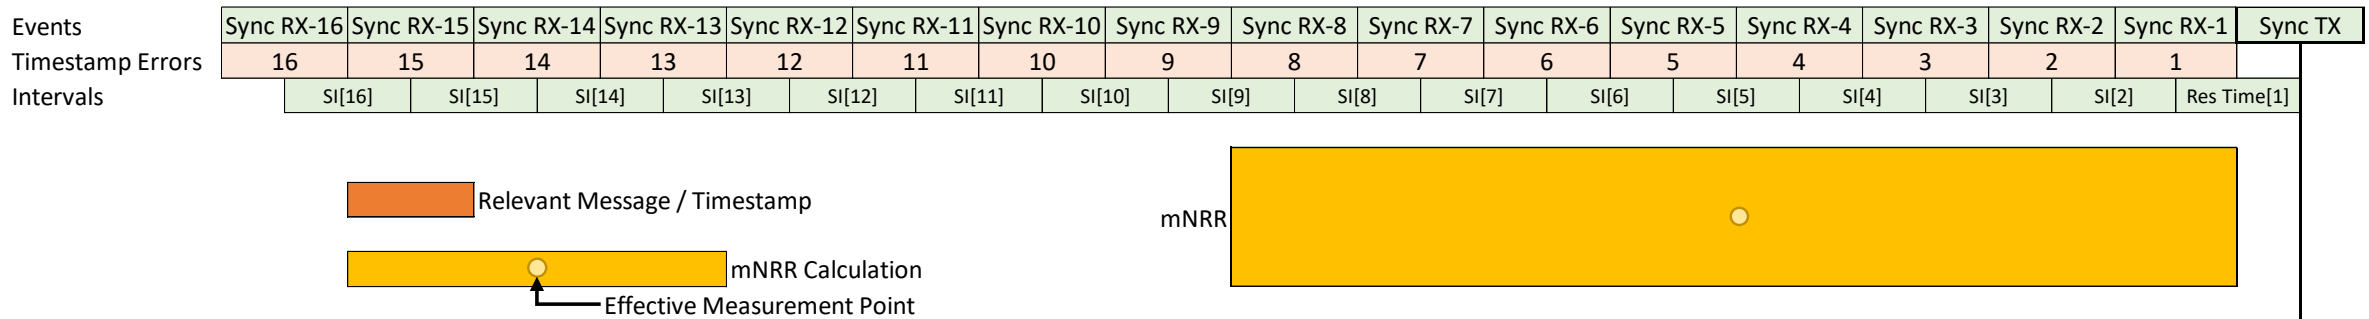 Events Sync RX-16 Sync RX-15 Sync RX-14 Sync RX-13 Sync RX-12 Sync RX-11 Sync RX-10 Sync RX-9 Sync RX-8 Sync RX-7 Sync RX-6 Sync RX-5 Sync RX-4 Sync RX-3 Sync RX-2 Sync RX-1 Sync TX
Timestamp Errors 16 15 14 13 12 11 10 9 8 7 6 5 4 3 2 1
Intervals SI[16] SI[15] SI[14] SI[13] SI[12] SI[11] SI[10] SI[9] SI[8] SI[7] SI[6] SI[5] SI[4] SI[3] SI[2] Res Time[1]
Relevant Message / Timestamp
mNRR
mNRR Calculation
Effective Measurement Point